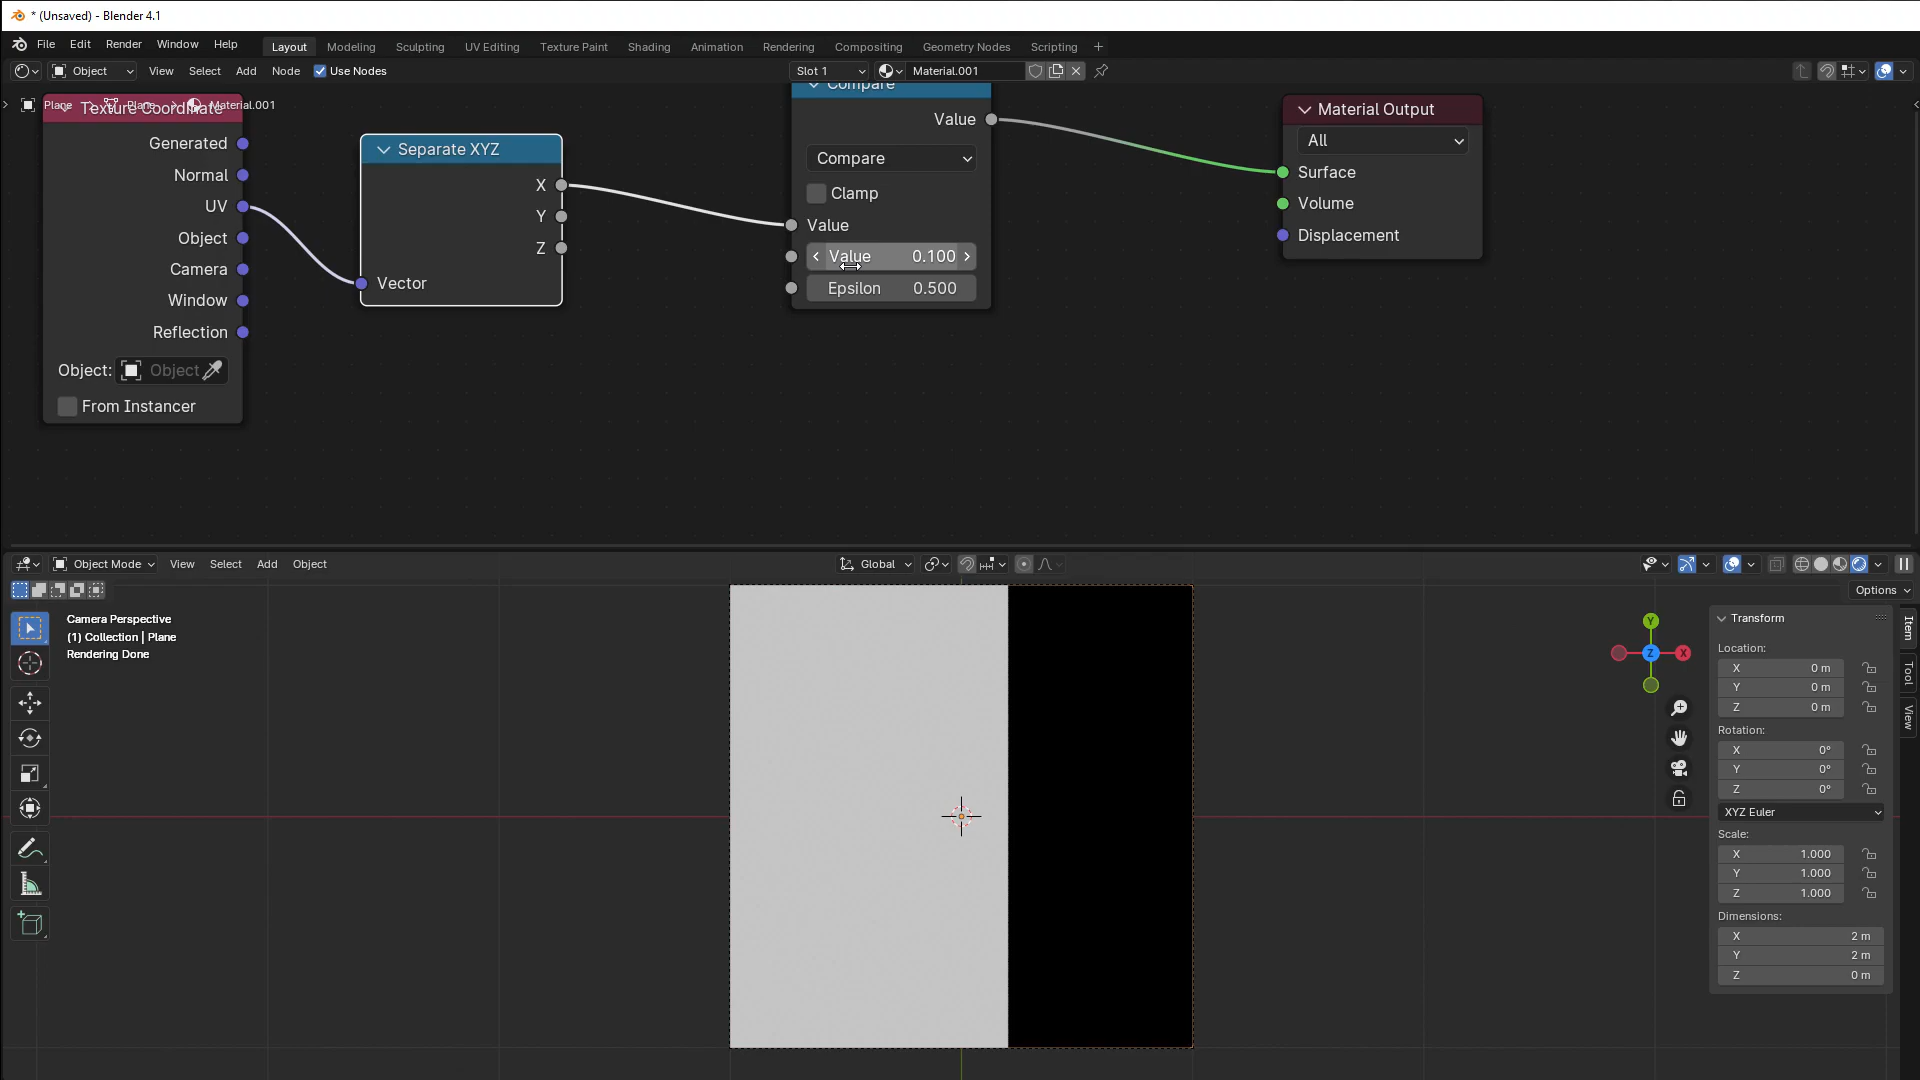 * (Unsaved) - Blender 4.1
File Edit Render Window Help Layout Modeling Sculpting UV Editing Texture Paint Shading Animation Rendering Compositing Geometry Nodes Scripting
Object View Select Add Object Node Use Nodes Slot 1 Material.001
Plane Plane Material.001
Texture Coordinate
Generated
Normal
UV
Object
Camera
Window
Reflection
Object: Object
From Instancer
Separate XYZ
X
Y
Z
Vector
Compare
Value
Compare
Clamp
Value
Value 0.100
Epsilon 0.500
Material Output
All
Surface
Volume
Displacement
Object Mode View Select Add Object Global
Options
Camera Perspective
(1) Collection | Plane
Rendering Done
Y
Z X
Item
Tool
View
Transform
Location:
X 0 m
Y 0 m
Z 0 m
Rotation:
X 0°
Y 0°
Z 0°
XYZ Euler
Scale:
X 1.000
Y 1.000
Z 1.000
Dimensions:
X 2 m
Y 2 m
Z 0 m